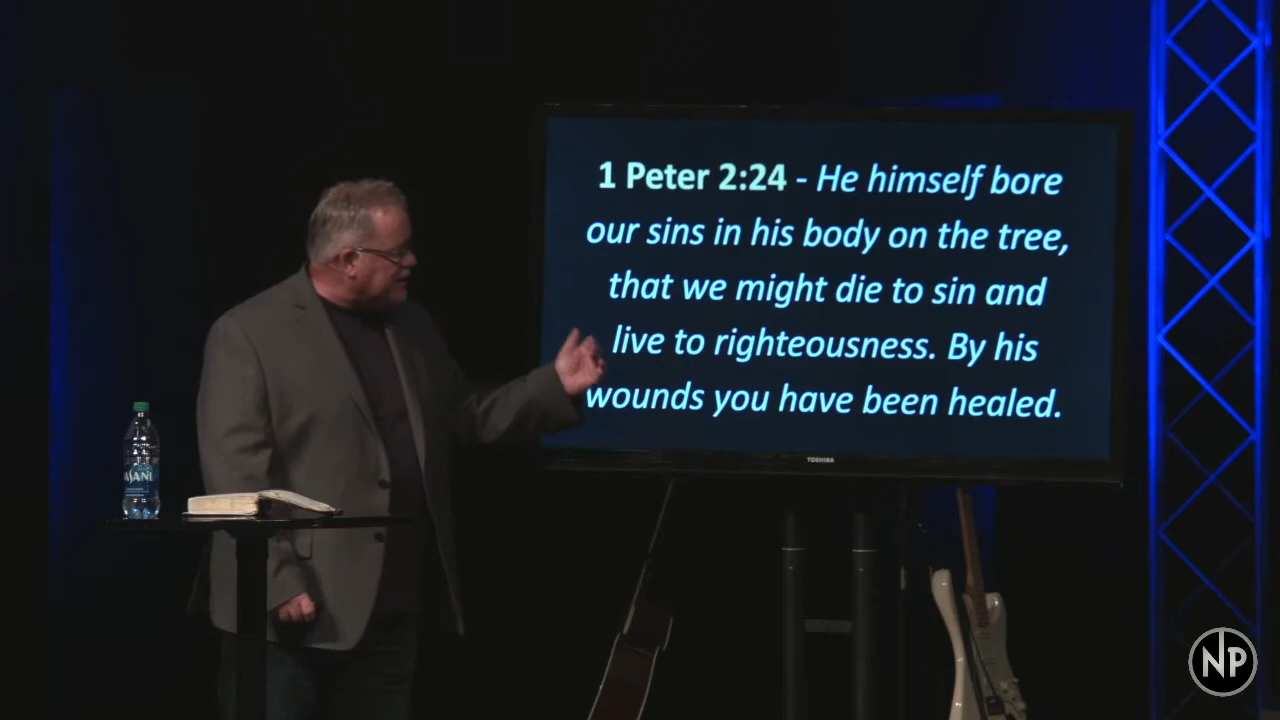 1 Peter 2:24 - He himself bore
our sins in his body on the tree,
that we might die to sin and
live to righteousness. By his
wounds you have been healed.
TOSHIBA
DASANI
NP